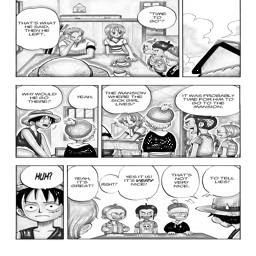 THAT'S WHAT
HE SAID,
THEN HE
LEFT.
"TIME
TO
GO"?
WHY WOULD
HE GO
THERE?
YEAH.
THE MANSION
WHERE THE
SICK GIRL
LIVES!
IT WAS PROBABLY
TIME FOR HIM TO
GO TO THE
MANSION.
HUH?
YEAH,
IT'S
GREAT!
RIGHT?
YES IT IS!
IT'S VERY
NICE!
THAT'S
NOT
VERY
NICE.
TO TELL
LIES!